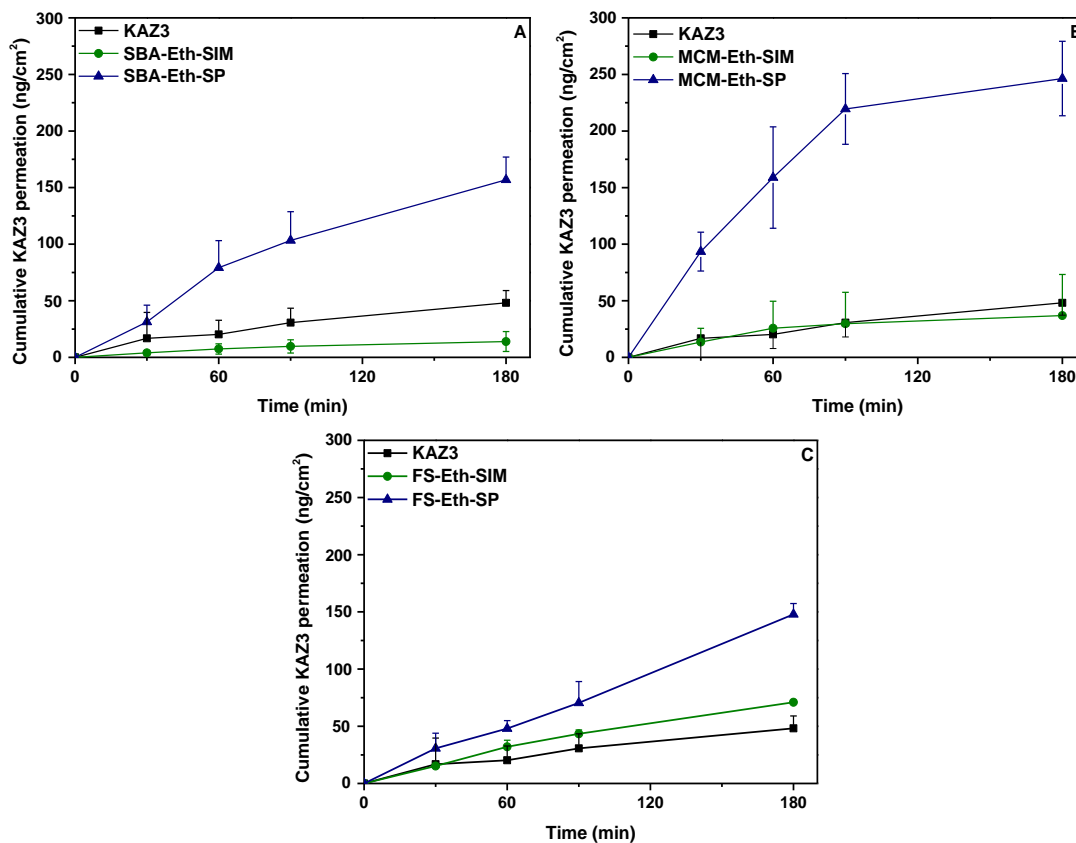 A
KAZ3
SBA-Eth-SIM
SBA-Eth-SP
Cumulative KAZ3 permeation (ng/cm²)
300
250
200
150
100
50
0
0 60 120 180
Time (min)
B
KAZ3
MCM-Eth-SIM
MCM-Eth-SP
Cumulative KAZ3 permeation (ng/cm²)
300
250
200
150
100
50
0
0 60 120 180
Time (min)
C
KAZ3
FS-Eth-SIM
FS-Eth-SP
Cumulative KAZ3 permeation (ng/cm²)
300
250
200
150
100
50
0
0 60 120 180
Time (min)